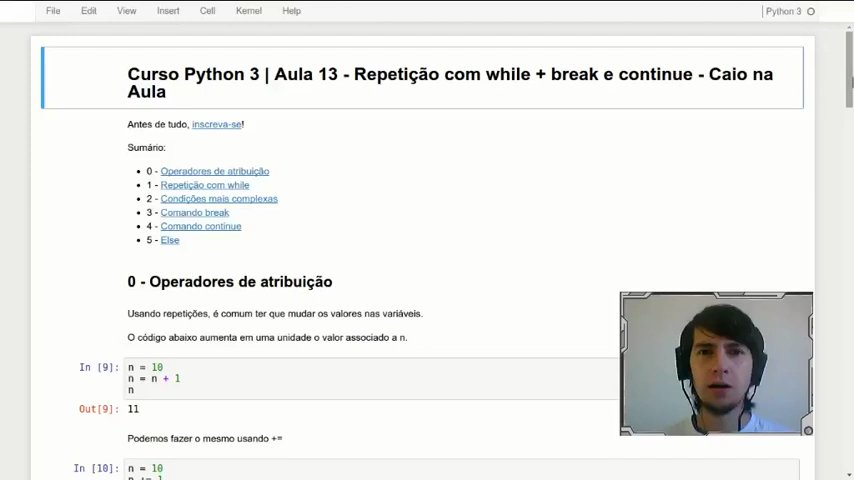 File Edit View Insert Cell Kernel Help Python 3
Curso Python 3 | Aula 13 - Repetição com while + break e continue - Caio na
Aula
Antes de tudo, inscreva-se!
Sumário:
0 - Operadores de atribuição
1 - Repetição com while
2 - Condições mais complexas
3 - Comando break
4 - Comando continue
5 - Else
0 - Operadores de atribuição
Usando repetições, é comum ter que mudar os valores nas variáveis.
O código abaixo aumenta em uma unidade o valor associado a n.
In [9]: n = 10
n = n + 1
n
Out[9]: 11
Podemos fazer o mesmo usando +=
In [10]: n = 10
n += 1